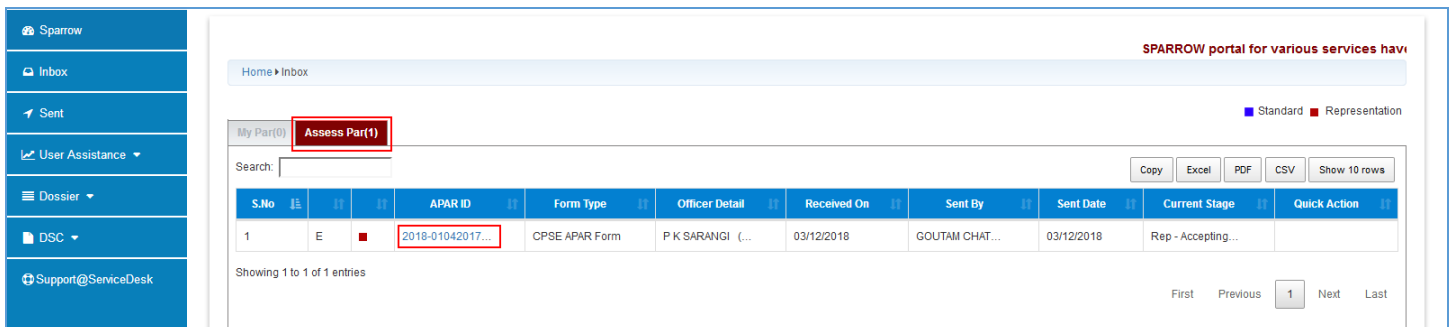 Sparrow
Inbox
Sent
User Assistance
Dossier
DSC
Support@ServiceDesk
SPARROW portal for various services have
Home Inbox
Standard Representation
My Par(0) Assess Par(1)
Search:
Copy Excel PDF CSV Show 10 rows
S.No APAR ID Form Type Officer Detail Received On Sent By Sent Date Current Stage Quick Action
1 E 2018-01042017... CPSE APAR Form P K SARANGI (... 03/12/2018 GOUTAM CHAT... 03/12/2018 Rep - Accepting...
Showing 1 to 1 of 1 entries
First Previous 1 Next Last